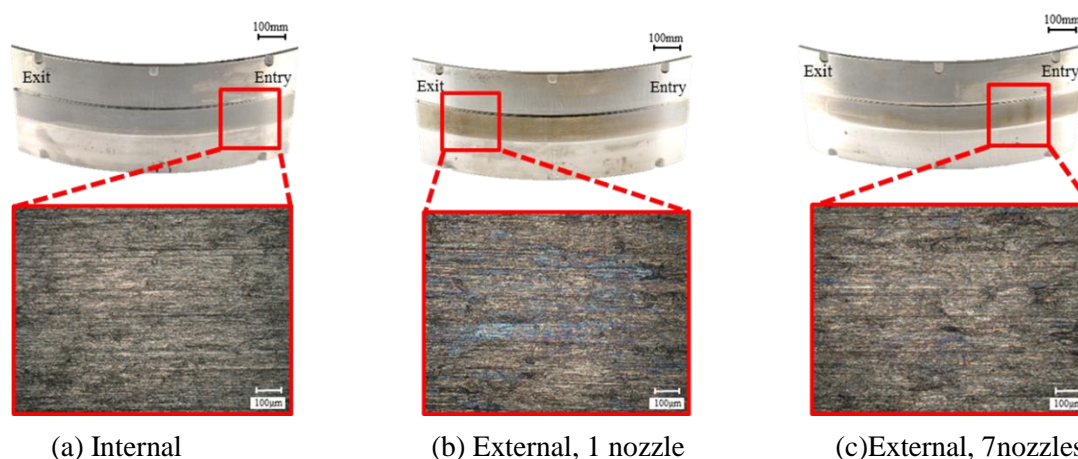 100mm
Exit
Entry
100µm
(a) Internal
100mm
Exit
Entry
100µm
(b) External, 1 nozzle
100mm
Exit
Entry
100µm
(c)External, 7nozzles